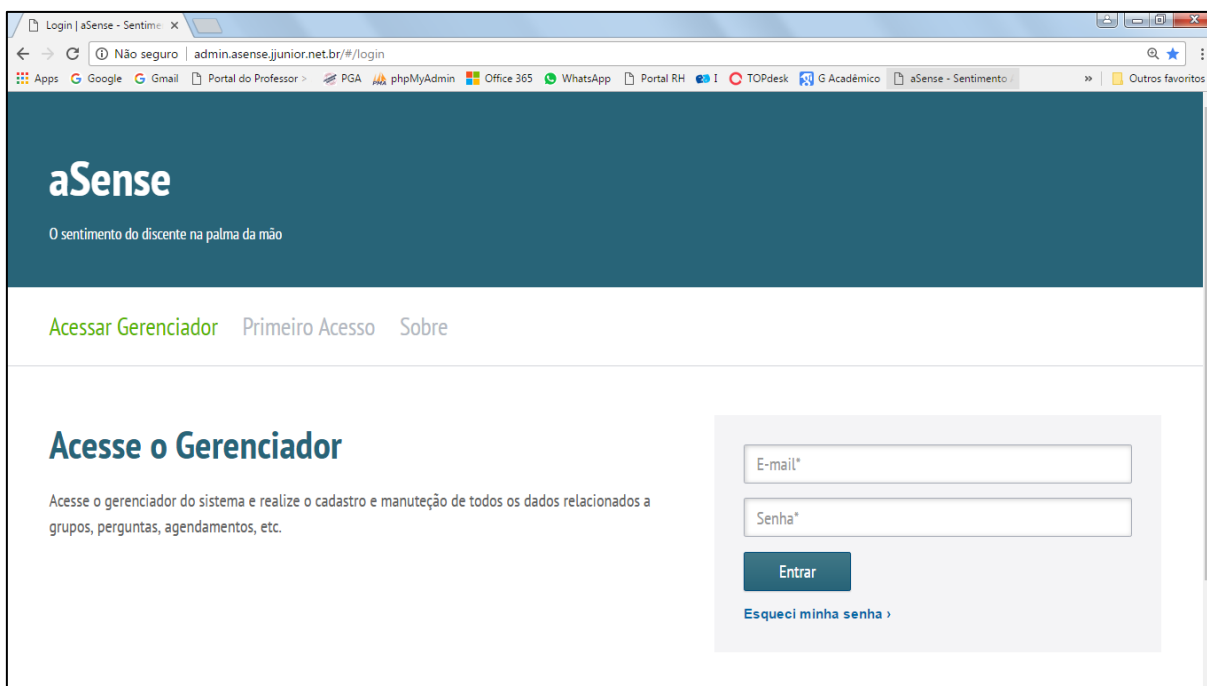 Login | aSense - Sentime
Não seguro | admin.asense.jjunior.net.br/#/login
Apps Google Gmail Portal do Professor > PGA phpMyAdmin Office 365 WhatsApp Portal RH I TOPdesk G Acadêmico aSense - Sentimento » Outros favoritos
aSense
O sentimento do discente na palma da mão
Acessar Gerenciador Primeiro Acesso Sobre
Acesse o Gerenciador
Acesse o gerenciador do sistema e realize o cadastro e manuteção de todos os dados relacionados a
grupos, perguntas, agendamentos, etc.
E-mail*
Senha*
Entrar
Esqueci minha senha ›